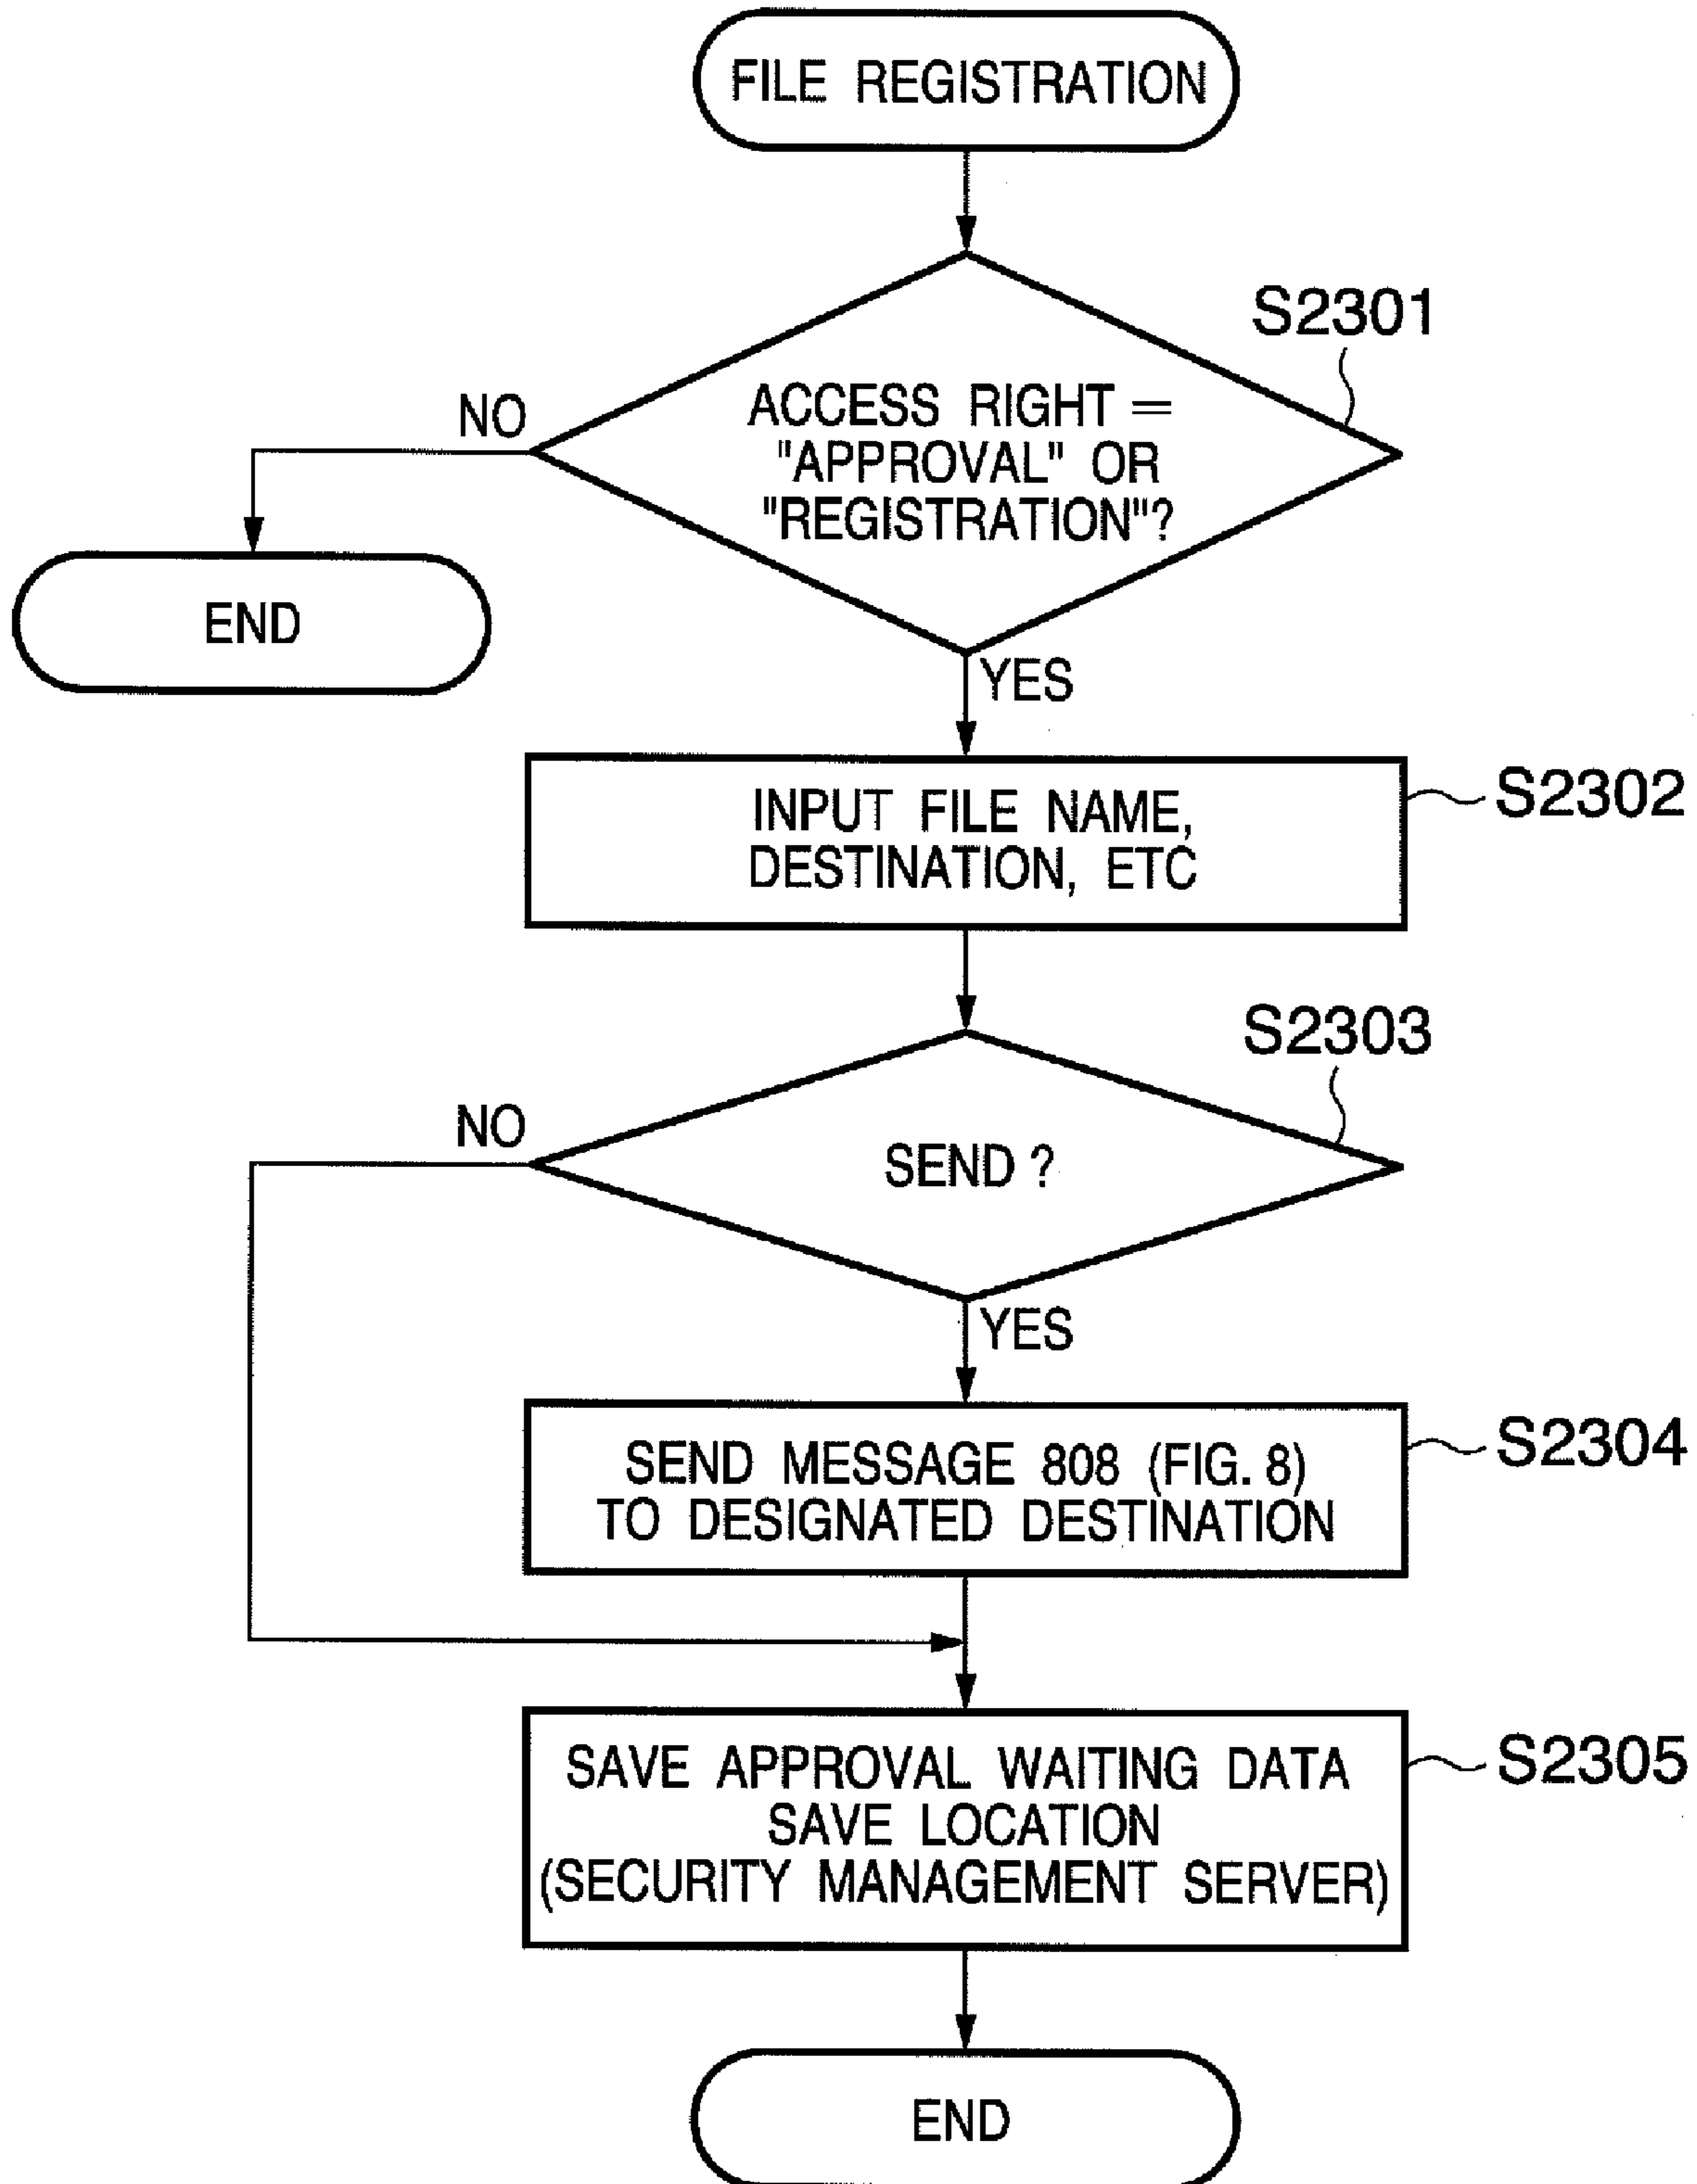 FILE REGISTRATION
S2301
ACCESS RIGHT =
"APPROVAL" OR
"REGISTRATION"?
NO
END
YES
INPUT FILE NAME,
DESTINATION, ETC
S2302
S2303
SEND ?
NO
YES
SEND MESSAGE 808 (FIG. 8)
TO DESIGNATED DESTINATION
S2304
SAVE APPROVAL WAITING DATA
SAVE LOCATION
(SECURITY MANAGEMENT SERVER)
S2305
END